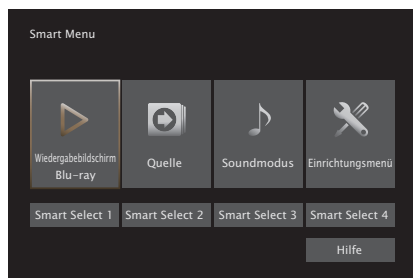 Smart Menu
Wiedergabebildschirm
Blu-ray
Quelle
Soundmodus
Einrichtungsmenü
Smart Select 1
Smart Select 2
Smart Select 3
Smart Select 4
Hilfe